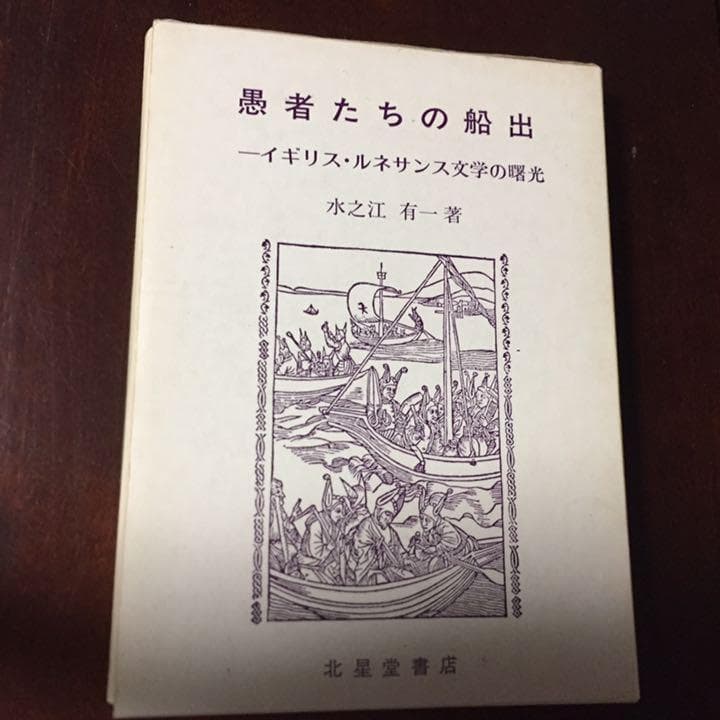 愚者たちの船出
―イギリス・ルネサンス文学の曙光
水之江 有一 著
北星堂書店